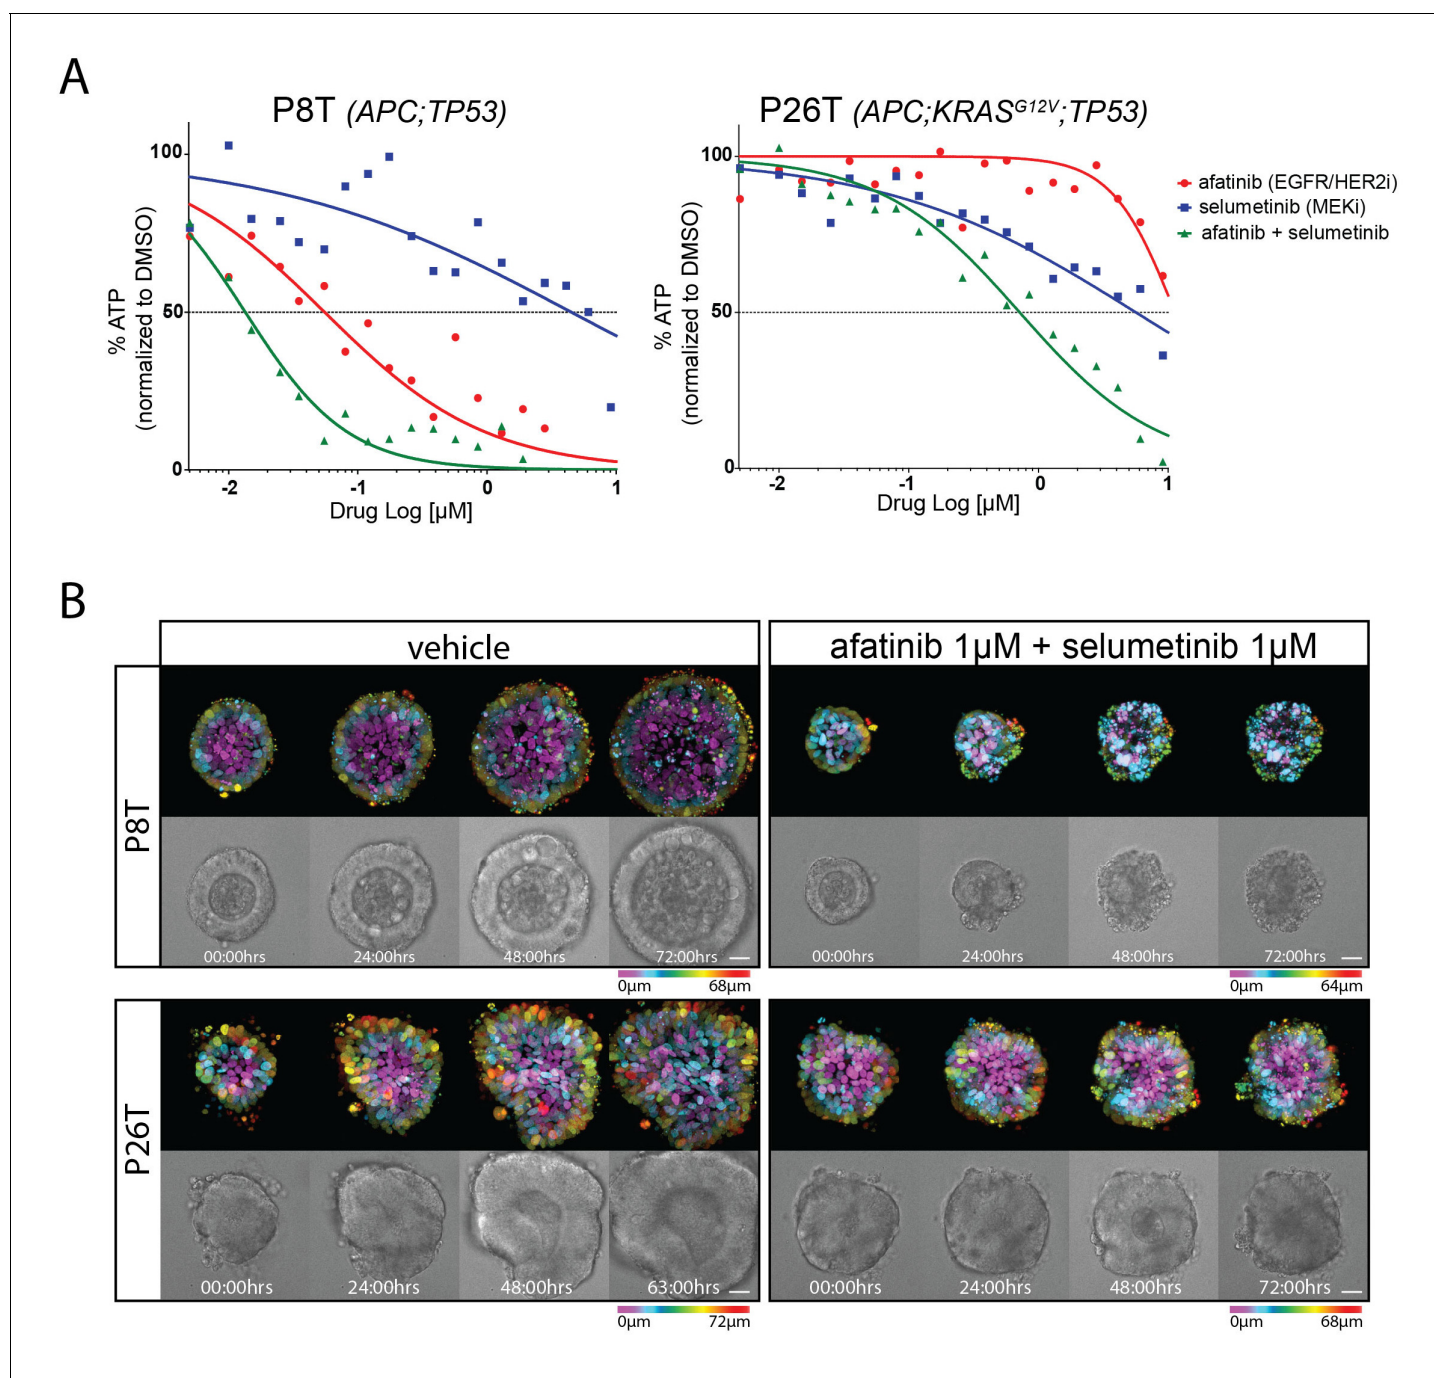 A
P8T (APC;TP53)
100
50
0
% ATP
(normalized to DMSO)
-2 -1 0 1
Drug Log [µM]
P26T (APC;KRASG12V;TP53)
100
50
0
% ATP
(normalized to DMSO)
-2 -1 0 1
Drug Log [µM]
afatinib (EGFR/HER2i)
selumetinib (MEKi)
afatinib + selumetinib
B
vehicle
afatinib 1µM + selumetinib 1µM
P8T
00:00hrs 24:00hrs 48:00hrs 72:00hrs
0µm 68µm
00:00hrs 24:00hrs 48:00hrs 72:00hrs
0µm 64µm
P26T
00:00hrs 24:00hrs 48:00hrs 63:00hrs
0µm 72µm
00:00hrs 24:00hrs 48:00hrs 72:00hrs
0µm 68µm